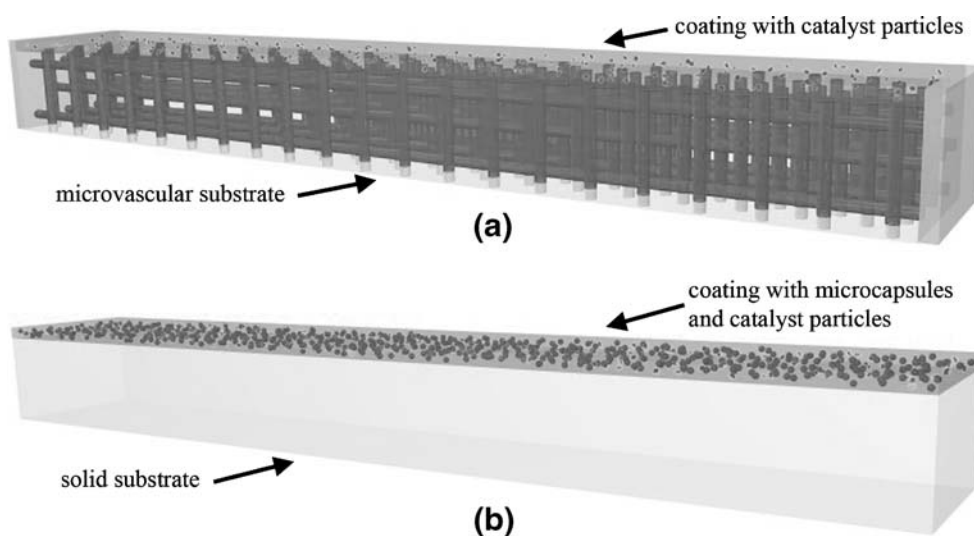 coating with catalyst particles
microvascular substrate
(a)
coating with microcapsules
and catalyst particles
solid substrate
(b)